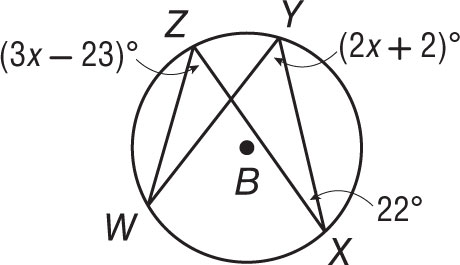 Z
Y
(3x – 23)°
(2x + 2)°
B
22°
W
X